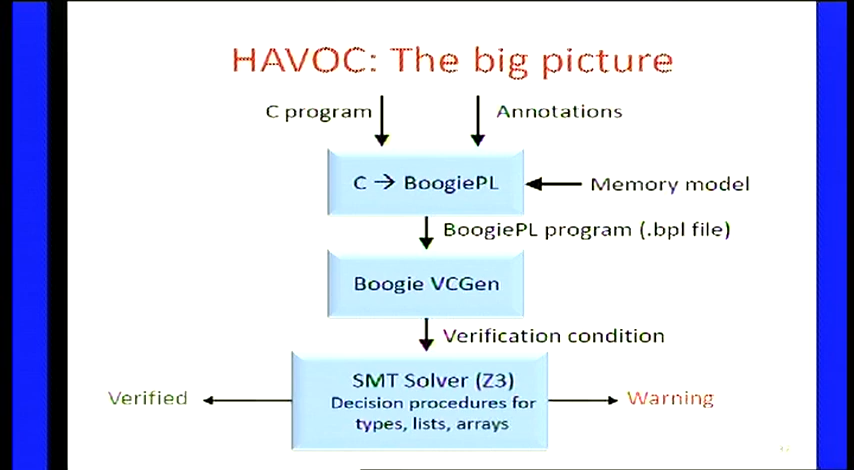 HAVOC: The big picture
C program
Annotations
C → BoogiePL
Memory model
BoogiePL program (.bpl file)
Boogie VCGen
Verification condition
SMT Solver (Z3)
Decision procedures for
types, lists, arrays
Verified
Warning